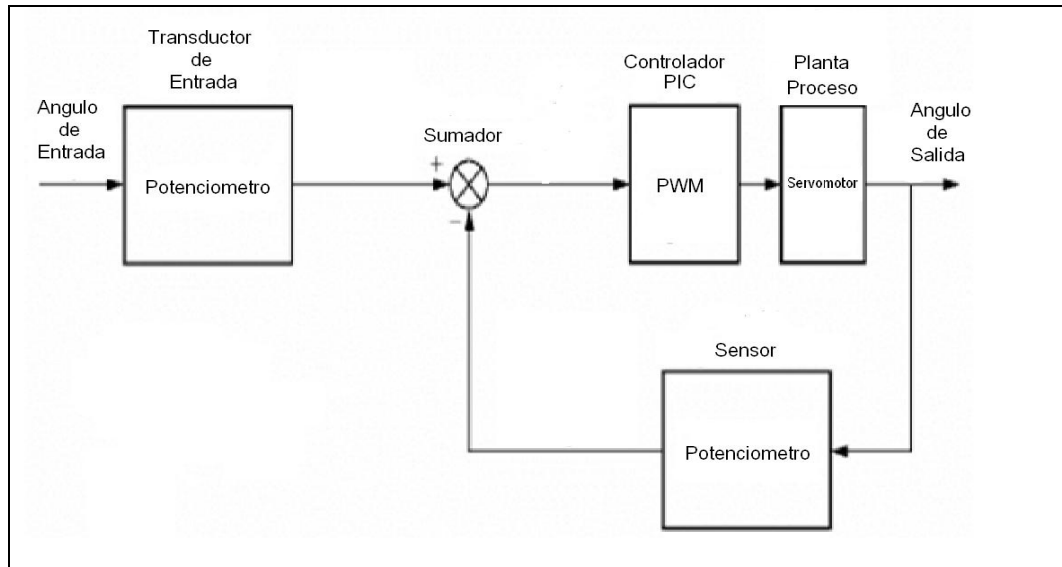 Transductor
de
Entrada
Angulo
de
Entrada
Potenciometro
Sumador
+
−
Controlador
PIC
PWM
Planta
Proceso
Servomotor
Angulo
de
Salida
Sensor
Potenciometro